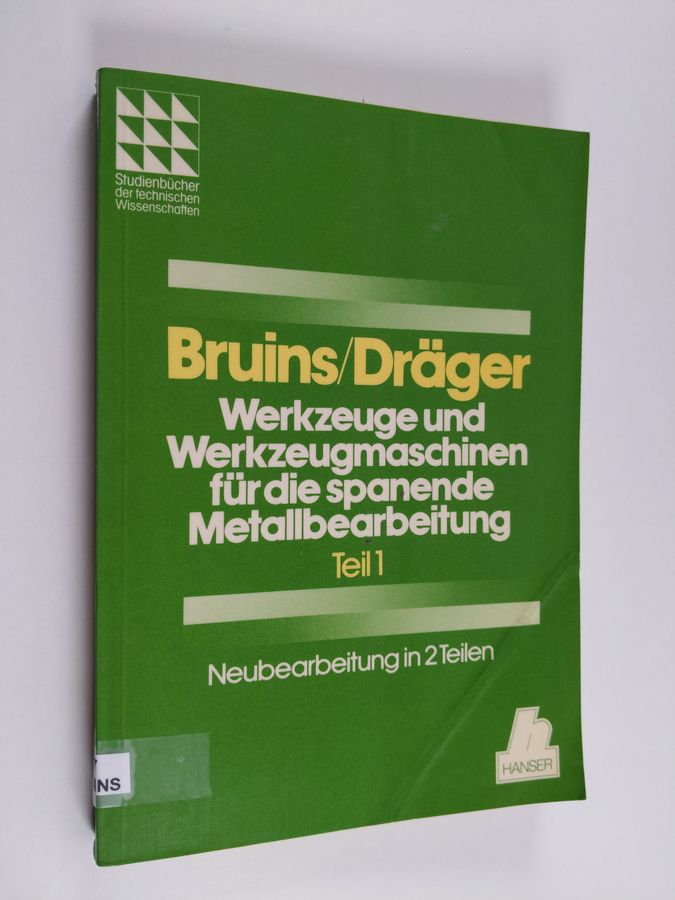 Studienbücher
der technischen
Wissenschaften
Bruins/Dräger
Werkzeuge und
Werkzeugmaschinen
für die spanende
Metallbearbeitung
Teil 1
Neubearbeitung in 2 Teilen
h
HANSER
INS